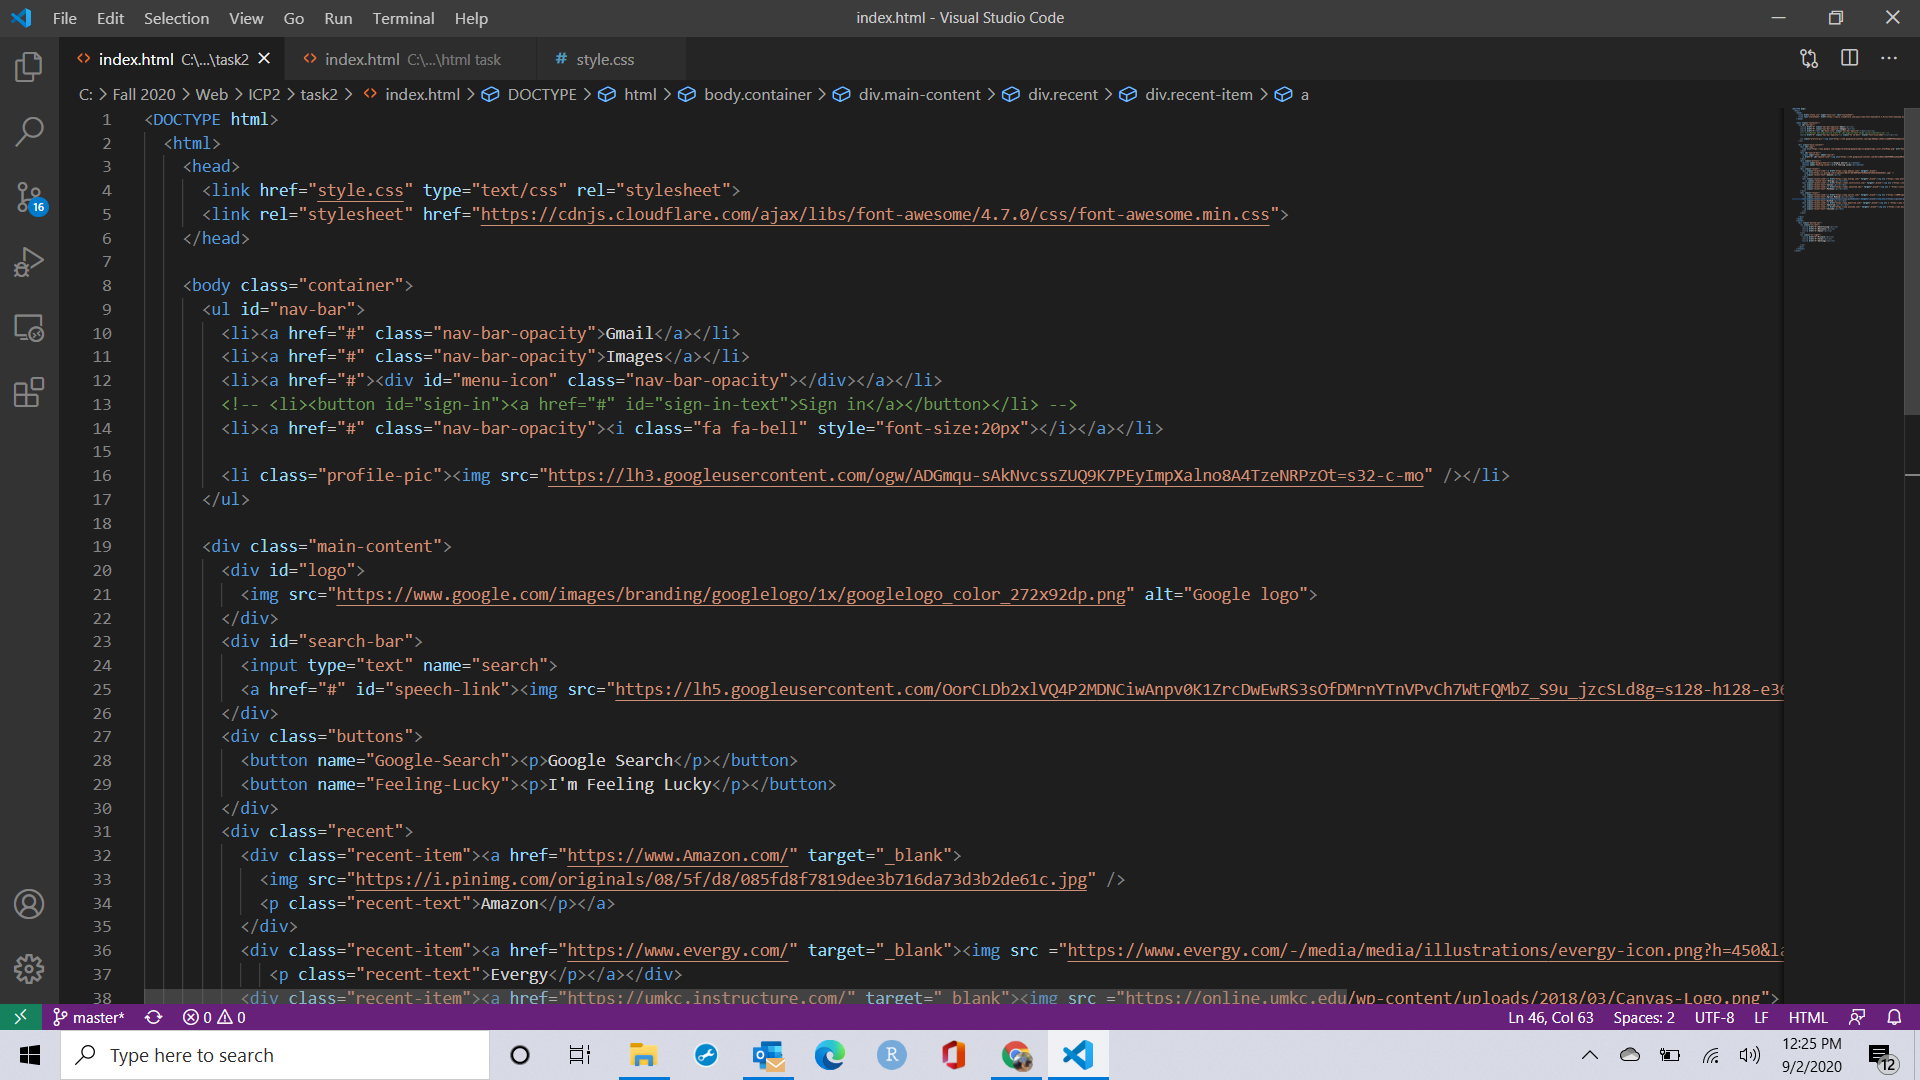 File Edit Selection View Go Run Terminal Help index.html - Visual Studio Code
index.html C:\...\task2 index.html C:\...\html task # style.css
C: > Fall 2020 > Web > ICP2 > task2 > index.html > DOCTYPE > html > body.container > div.main-content > div.recent > div.recent-item > a
1 <DOCTYPE html>
2 <html>
3 <head>
4 <link href="style.css" type="text/css" rel="stylesheet">
5 <link rel="stylesheet" href="https://cdnjs.cloudflare.com/ajax/libs/font-awesome/4.7.0/css/font-awesome.min.css">
6 </head>
7
8 <body class="container">
9 <ul id="nav-bar">
10 <li><a href="#" class="nav-bar-opacity">Gmail</a></li>
11 <li><a href="#" class="nav-bar-opacity">Images</a></li>
12 <li><a href="#"><div id="menu-icon" class="nav-bar-opacity"></div></a></li>
13 <!-- <li><button id="sign-in"><a href="#" id="sign-in-text">Sign in</a></button></li> -->
14 <li><a href="#" class="nav-bar-opacity"><i class="fa fa-bell" style="font-size:20px"></i></a></li>
15
16 <li class="profile-pic"><img src="https://lh3.googleusercontent.com/ogw/ADGmqu-sAkNvcssZUQ9K7PEyImpXalno8A4TzeNRPzOt=s32-c-mo" /></li>
17 </ul>
18
19 <div class="main-content">
20 <div id="logo">
21 <img src="https://www.google.com/images/branding/googlelogo/1x/googlelogo_color_272x92dp.png" alt="Google logo">
22 </div>
23 <div id="search-bar">
24 <input type="text" name="search">
25 <a href="#" id="speech-link"><img src="https://lh5.googleusercontent.com/OorCLDb2xlVQ4P2MDNCiwAnpv0K1ZrcDwEwRS3sOfDMrnYTnVPvCh7WtFQMbZ_S9u_jzcSLd8g=s128-h128-e36
26 </div>
27 <div class="buttons">
28 <button name="Google-Search"><p>Google Search</p></button>
29 <button name="Feeling-Lucky"><p>I'm Feeling Lucky</p></button>
30 </div>
31 <div class="recent">
32 <div class="recent-item"><a href="https://www.Amazon.com/" target="_blank">
33 <img src="https://i.pinimg.com/originals/08/5f/d8/085fd8f7819dee3b716da73d3b2de61c.jpg" />
34 <p class="recent-text">Amazon</p></a>
35 </div>
36 <div class="recent-item"><a href="https://www.evergy.com/" target="_blank"><img src ="https://www.evergy.com/-/media/media/illustrations/evergy-icon.png?h=450&la
37 <p class="recent-text">Evergy</p></a></div>
38 <div class="recent-item"><a href="https://umkc.instructure.com/" target="_blank"><img src ="https://online.umkc.edu/wp-content/uploads/2018/03/Canvas-Logo.png">
16
master* 0 0 Ln 46, Col 63 Spaces: 2 UTF-8 LF HTML
Type here to search R 12:25 PM
9/2/2020 12